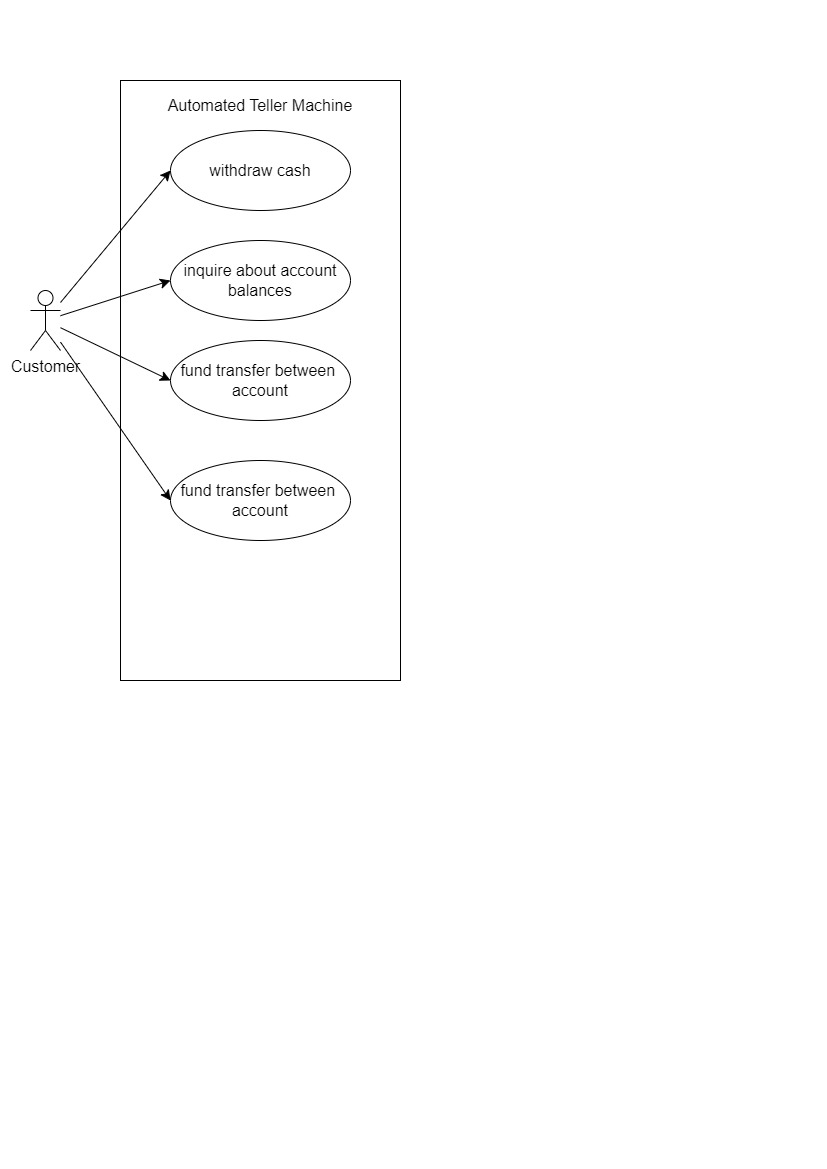 Automated Teller Machine
withdraw cash
inquire about account
balances
Customer
fund transfer between
account
fund transfer between
account